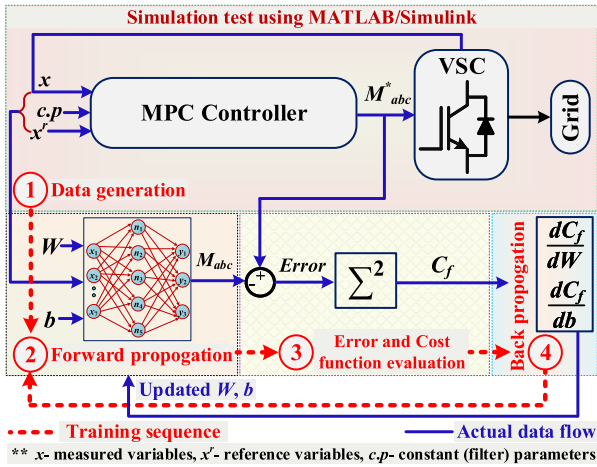 Simulation test using MATLAB/Simulink
x
c.p
x^r
MPC Controller
M*abc
VSC
Grid
1
Data generation
W
b
x1
x2
x7
n1
n2
n3
n4
n5
y1
y2
y3
Mabc
- +
Error
∑²
Cf
dCf
dW
dCf
db
Back propogation
2
Forward propogation
3
Error and Cost
function evaluation
4
Updated W, b
Training sequence
Actual data flow
** x- measured variables, x^r- reference variables, c.p- constant (filter) parameters